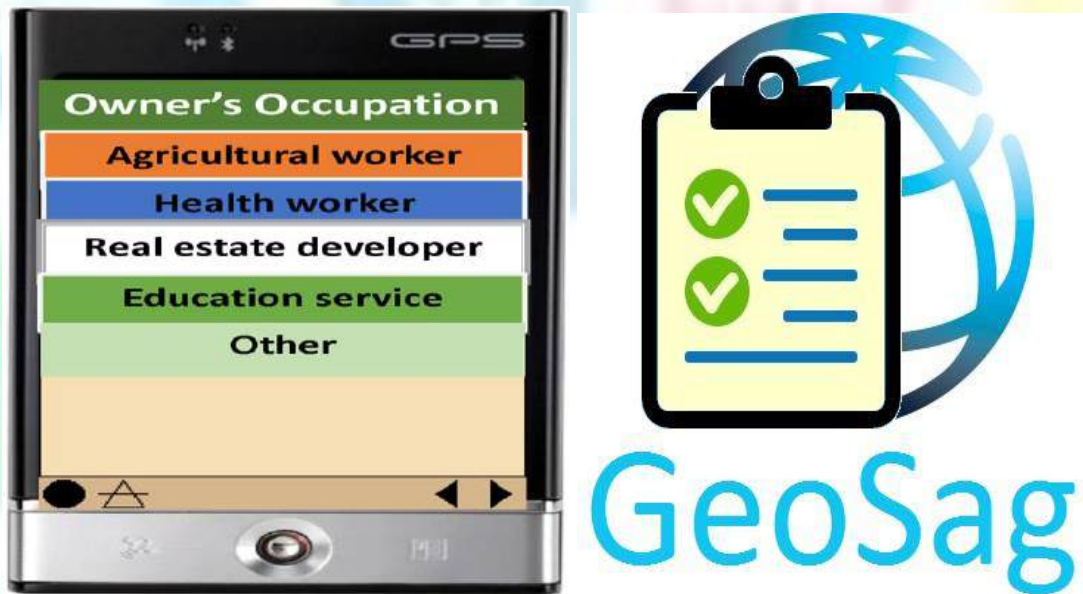 GPS
Owner's Occupation
Agricultural worker
Health worker
Real estate developer
Education service
Other
GeoSag